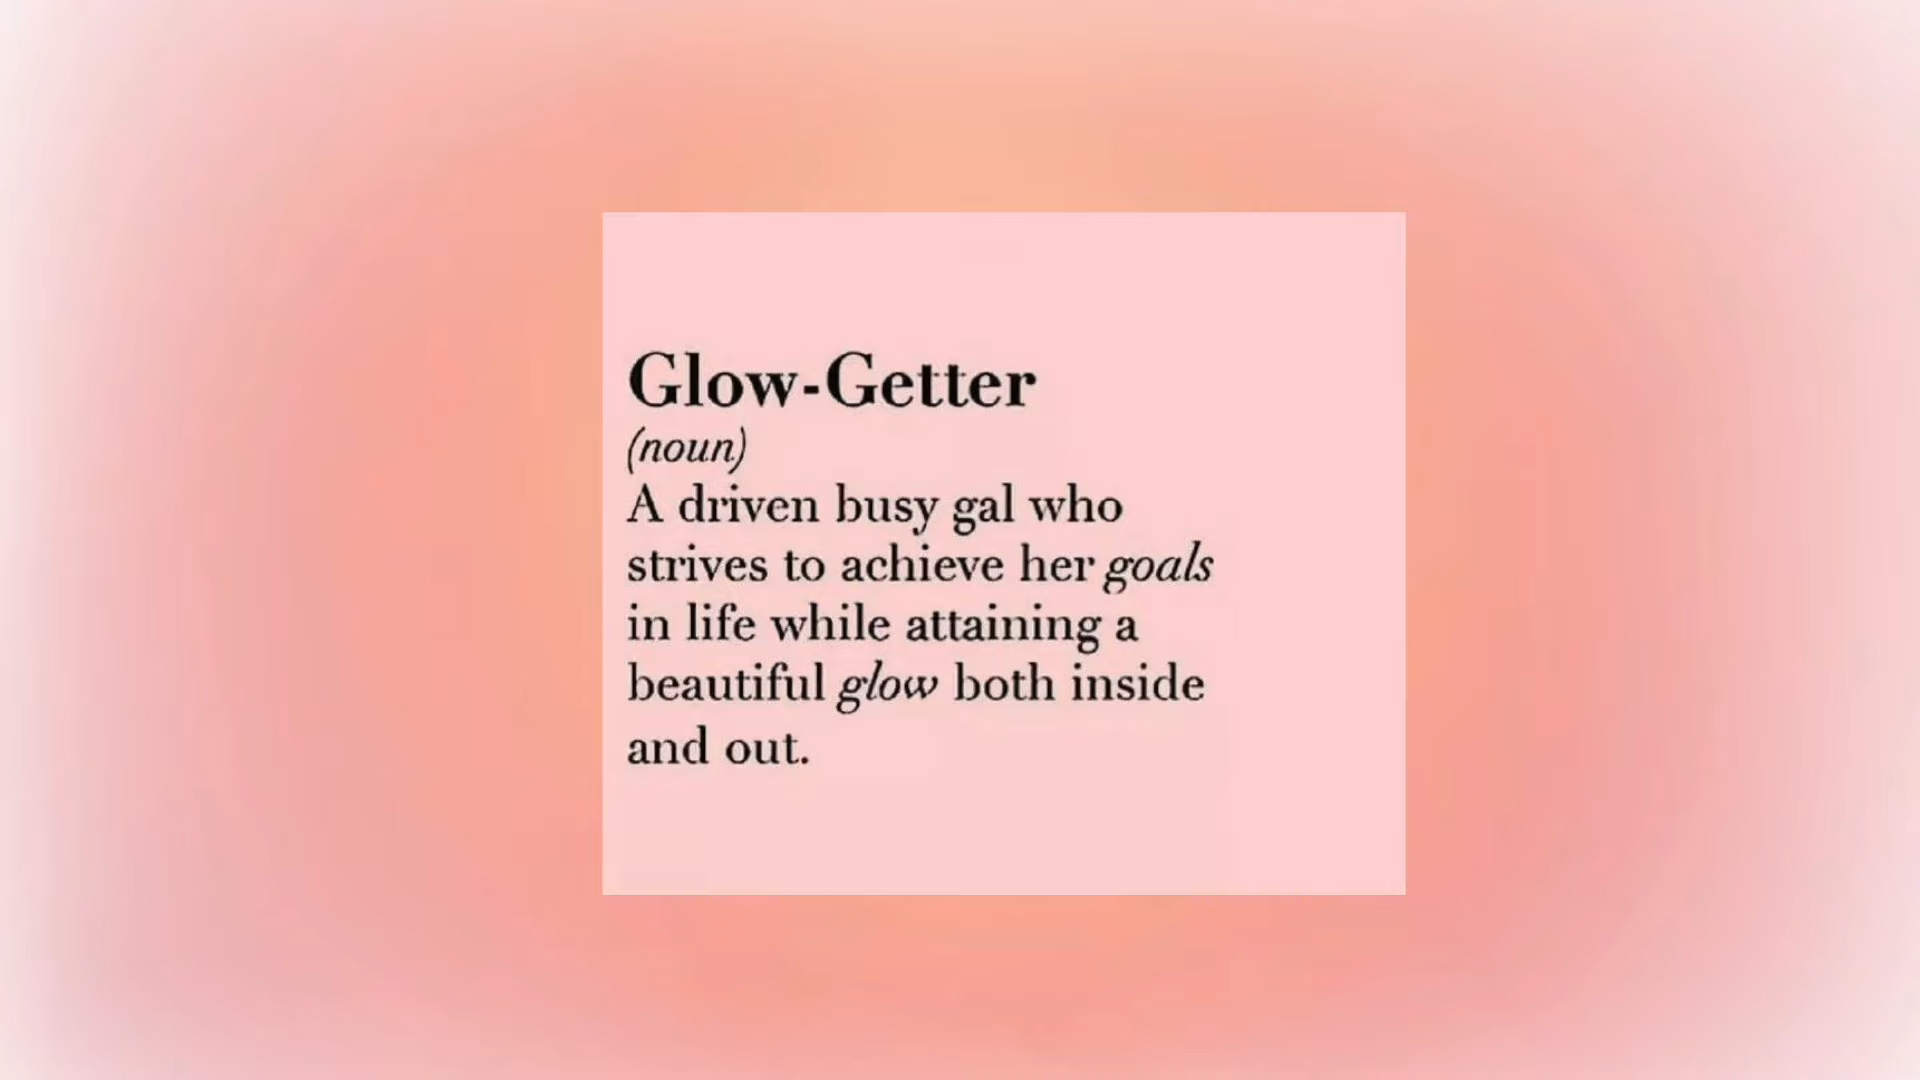 Glow-Getter
(noun)
A driven busy gal who
strives to achieve her goals
in life while attaining a
beautiful glow both inside
and out.